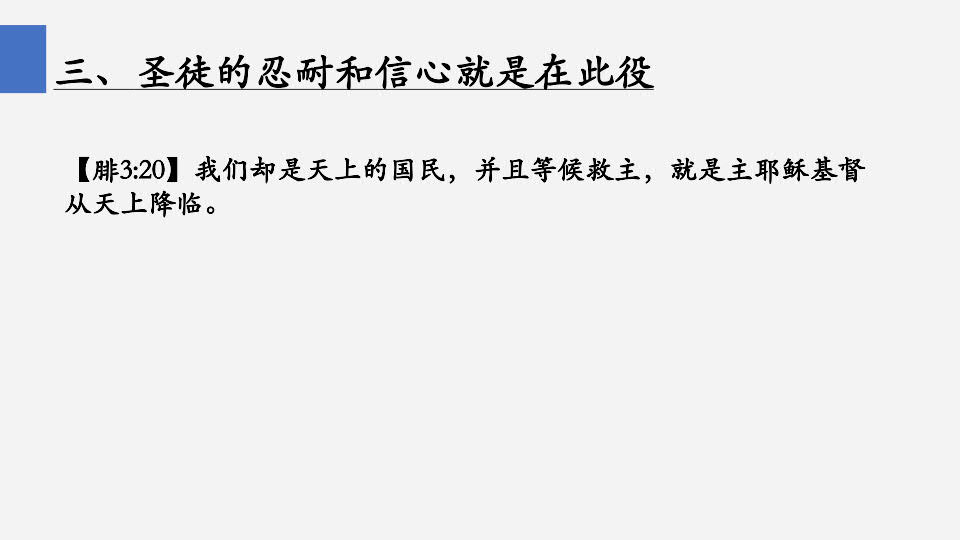 三、圣徒的忍耐和信心就是在此役
【腓3:20】我们却是天上的国民，并且等候救主，就是主耶稣基督
从天上降临。